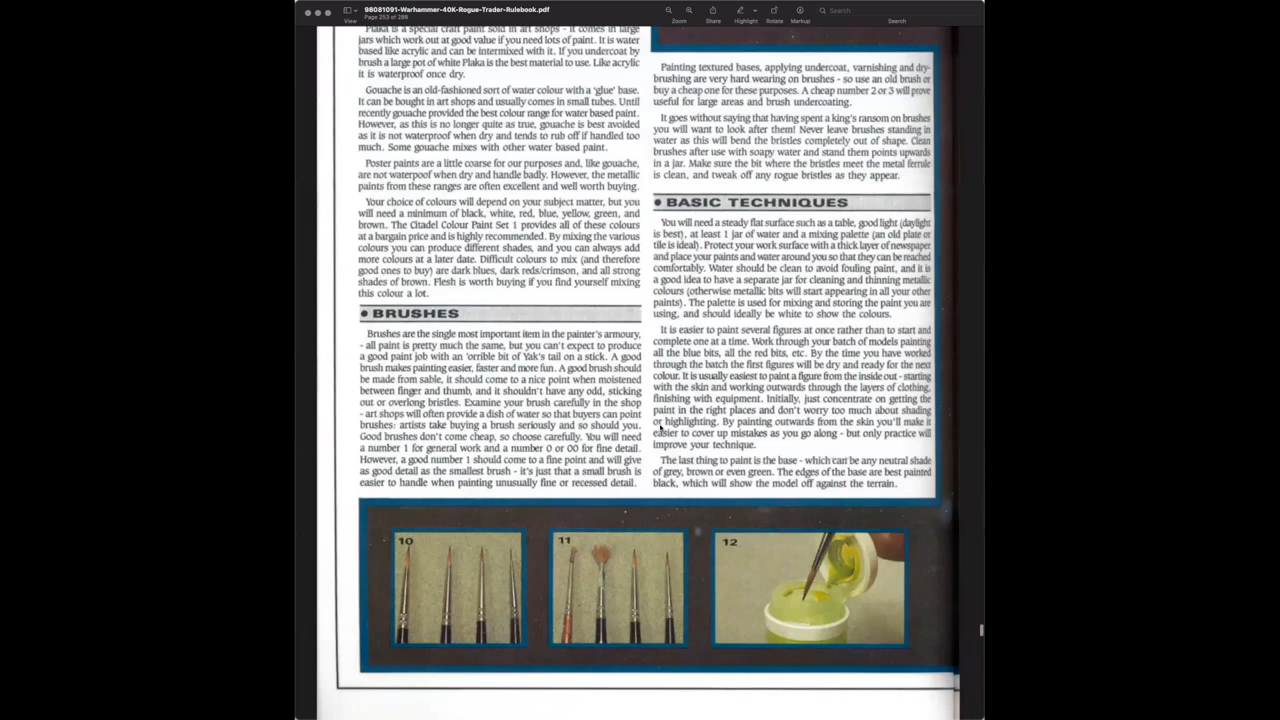 98081091-Warhammer-40K-Rogue-Trader-Rulebook.pdf
Page 253 of 286
View
Zoom
Share
Highlight
Rotate
Markup
Search
Search
Plaka is a special craft paint sold in art shops - it comes in large
jars which work out at good value if you need lots of paint. It is water
based like acrylic and can be intermixed with it. If you undercoat by
brush a large pot of white Plaka is the best material to use. Like acrylic
it is waterproof once dry.
Gouache is an old-fashioned sort of water colour with a 'glue' base.
It can be bought in art shops and usually comes in small tubes. Until
recently gouache provided the best colour range for water based paint.
However, as this is no longer quite as true, gouache is best avoided
as it is not waterproof when dry and tends to rub off if handled too
much. Some gouache mixes with other water based paint.
Poster paints are a little coarse for our purposes and, like gouache,
are not waterpoof when dry and handle badly. However, the metallic
paints from these ranges are often excellent and well worth buying.
Your choice of colours will depend on your subject matter, but you
will need a minimum of black, white, red, blue, yellow, green, and
brown. The Citadel Colour Paint Set 1 provides all of these colours
at a bargain price and is highly recommended. By mixing the various
colours you can produce different shades, and you can always add
more colours at a later date. Difficult colours to mix (and therefore
good ones to buy) are dark blues, dark reds/crimson, and all strong
shades of brown. Flesh is worth buying if you find yourself mixing
this colour a lot.
• BRUSHES
Brushes are the single most important item in the painter's armoury,
- all paint is pretty much the same, but you can't expect to produce
a good paint job with an 'orrible bit of Yak's tail on a stick. A good
brush makes painting easier, faster and more fun. A good brush should
be made from sable, it should come to a nice point when moistened
between finger and thumb, and it shouldn't have any odd, sticking
out or overlong bristles. Examine your brush carefully in the shop
- art shops will often provide a dish of water so that buyers can point
brushes: artists take buying a brush seriously and so should you.
Good brushes don't come cheap, so choose carefully. You will need
a number 1 for general work and a number 0 or 00 for fine detail.
However, a good number 1 should come to a fine point and will give
as good detail as the smallest brush - it's just that a small brush is
easier to handle when painting unusually fine or recessed detail.
Painting textured bases, applying undercoat, varnishing and dry-
brushing are very hard wearing on brushes - so use an old brush or
buy a cheap one for these purposes. A cheap number 2 or 3 will prove
useful for large areas and brush undercoating.
It goes without saying that having spent a king's ransom on brushes
you will want to look after them! Never leave brushes standing in
water as this will bend the bristles completely out of shape. Clean
brushes after use with soapy water and stand them points upwards
in a jar. Make sure the bit where the bristles meet the metal ferrule
is clean, and tweak off any rogue bristles as they appear.
• BASIC TECHNIQUES
You will need a steady flat surface such as a table, good light (daylight
is best), at least 1 jar of water and a mixing palette (an old plate or
tile is ideal). Protect your work surface with a thick layer of newspaper
and place your paints and water around you so that they can be reached
comfortably. Water should be clean to avoid fouling paint, and it is
a good idea to have a separate jar for cleaning and thinning metallic
colours (otherwise metallic bits will start appearing in all your other
paints). The palette is used for mixing and storing the paint you are
using, and should ideally be white to show the colours.
It is easier to paint several figures at once rather than to start and
complete one at a time. Work through your batch of models painting
all the blue bits, all the red bits, etc. By the time you have worked
through the batch the first figures will be dry and ready for the next
colour. It is usually easiest to paint a figure from the inside out - starting
with the skin and working outwards through the layers of clothing,
finishing with equipment. Initially, just concentrate on getting the
paint in the right places and don't worry too much about shading
or highlighting. By painting outwards from the skin you'll make it
easier to cover up mistakes as you go along - but only practice will
improve your technique.
The last thing to paint is the base - which can be any neutral shade
of grey, brown or even green. The edges of the base are best painted
black, which will show the model off against the terrain.
10
11
12